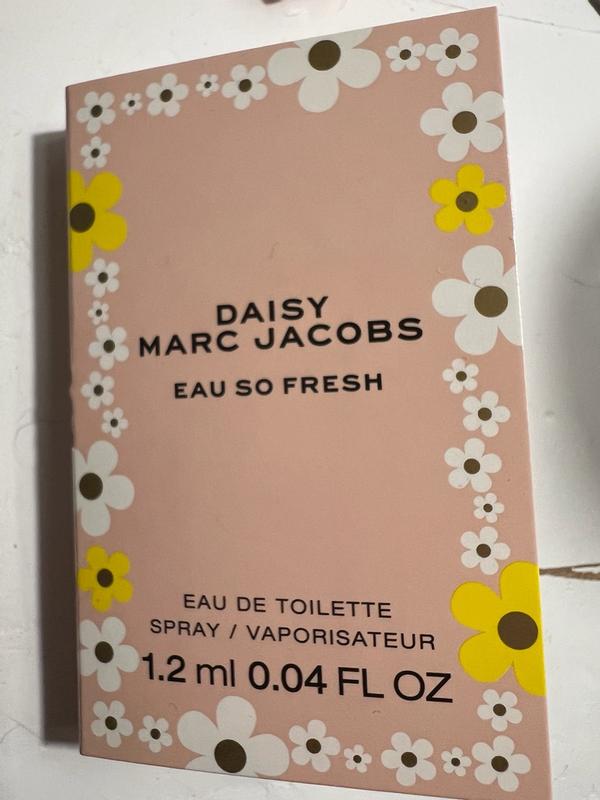 DAISY
MARC JACOBS
EAU SO FRESH
EAU DE TOILETTE
SPRAY / VAPORISATEUR
1.2 ml 0.04 FL OZ